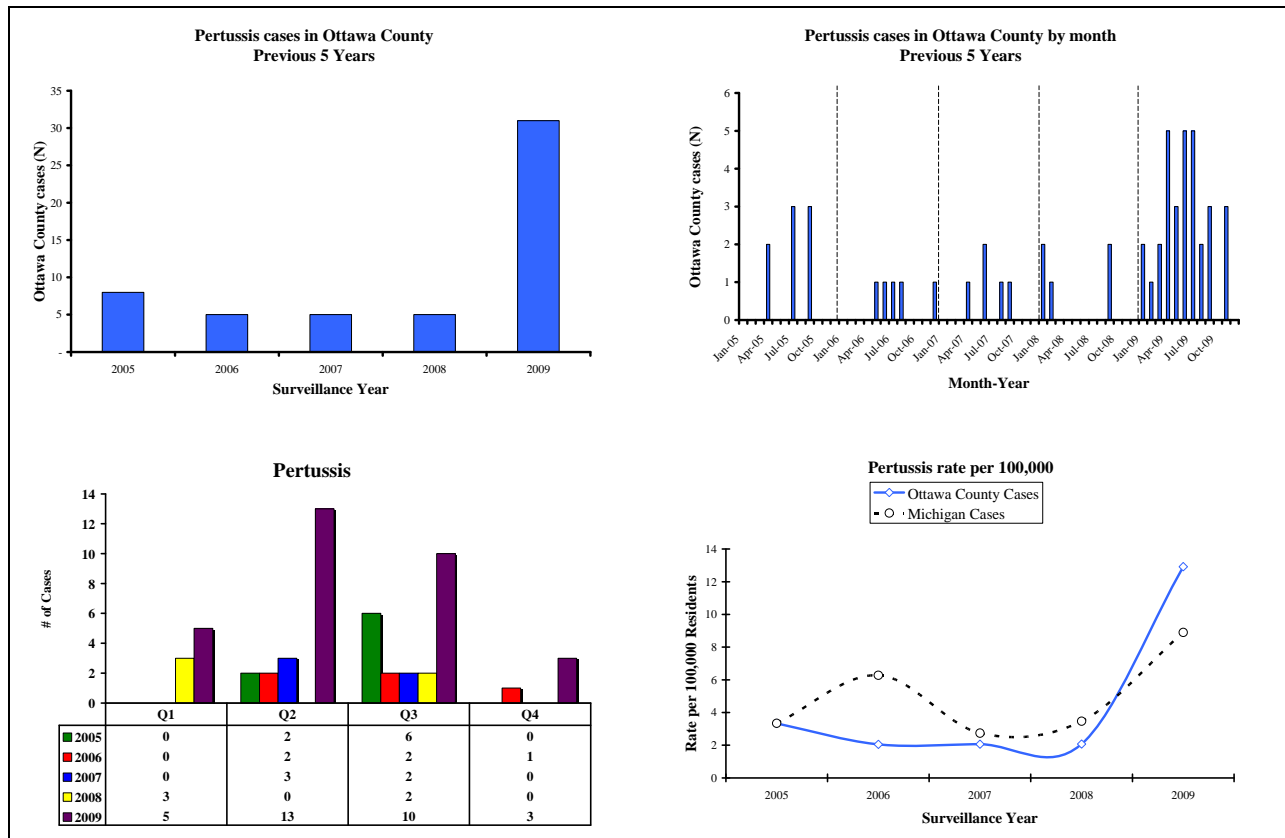 Pertussis cases in Ottawa County
Previous 5 Years
Ottawa County cases (N)
35
30
25
20
15
10
5
-
2005 2006 2007 2008 2009
Surveillance Year
Pertussis cases in Ottawa County by month
Previous 5 Years
Ottawa County cases (N)
6
5
4
3
2
1
0
Jan-05 Apr-05 Jul-05 Oct-05 Jan-06 Apr-06 Jul-06 Oct-06 Jan-07 Apr-07 Jul-07 Oct-07 Jan-08 Apr-08 Jul-08 Oct-08 Jan-09 Apr-09 Jul-09 Oct-09
Month-Year
Pertussis
# of Cases
14
12
10
8
6
4
2
0
Q1 Q2 Q3 Q4
2005 0 2 6 0
2006 0 2 2 1
2007 0 3 2 0
2008 3 0 2 0
2009 5 13 10 3
Pertussis rate per 100,000
Ottawa County Cases
Michigan Cases
Rate per 100,000 Residents
14
12
10
8
6
4
2
0
2005 2006 2007 2008 2009
Surveillance Year